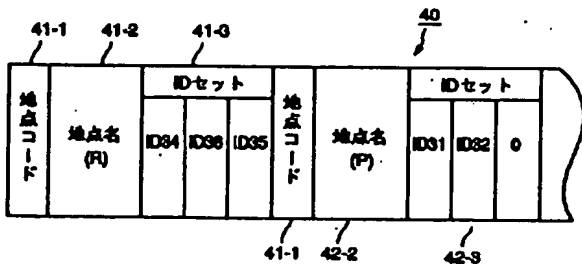 41-1 41-2 41-3 40
地点コード
地点名
(R)
IDセット
ID34 ID36 ID35
地点コード
地点名
(P)
IDセット
ID31 ID32 0
41-1 42-2 42-3